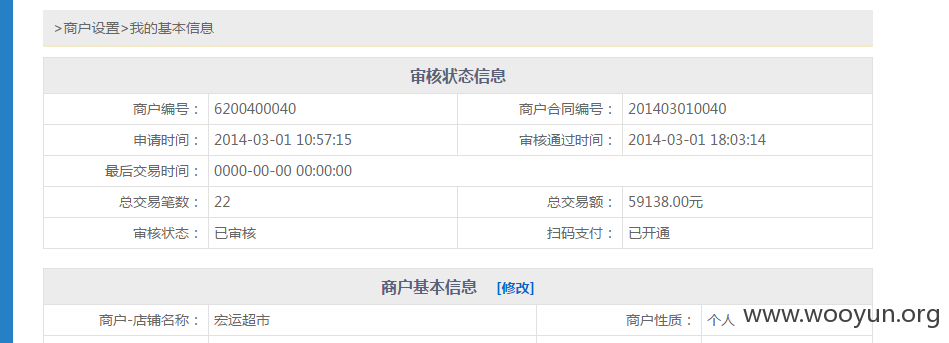 >商户设置>我的基本信息
审核状态信息
商户编号： 6200400040 商户合同编号： 201403010040
申请时间： 2014-03-01 10:57:15 审核通过时间： 2014-03-01 18:03:14
最后交易时间： 0000-00-00 00:00:00
总交易笔数： 22 总交易额： 59138.00元
审核状态： 已审核 扫码支付： 已开通
商户基本信息 [修改]
商户-店铺名称： 宏运超市 商户性质： 个人
www.wooyun.org